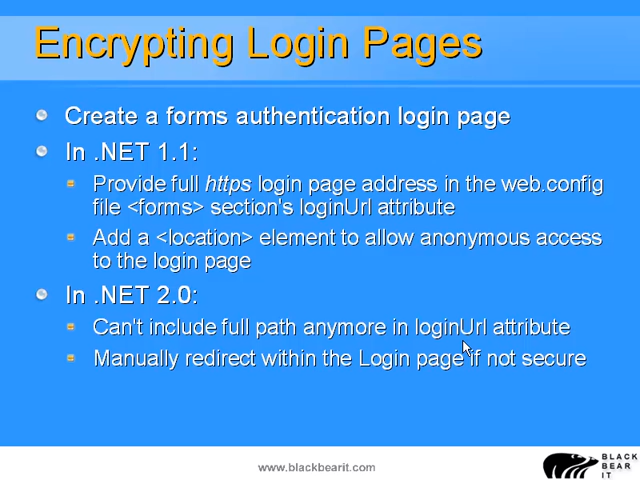 Encrypting Login Pages
Create a forms authentication login page
In .NET 1.1:
Provide full https login page address in the web.config
file <forms> section's loginUrl attribute
Add a <location> element to allow anonymous access
to the login page
In .NET 2.0:
Can't include full path anymore in loginUrl attribute
Manually redirect within the Login page if not secure
www.blackbearit.com
BLACK
BEAR
IT